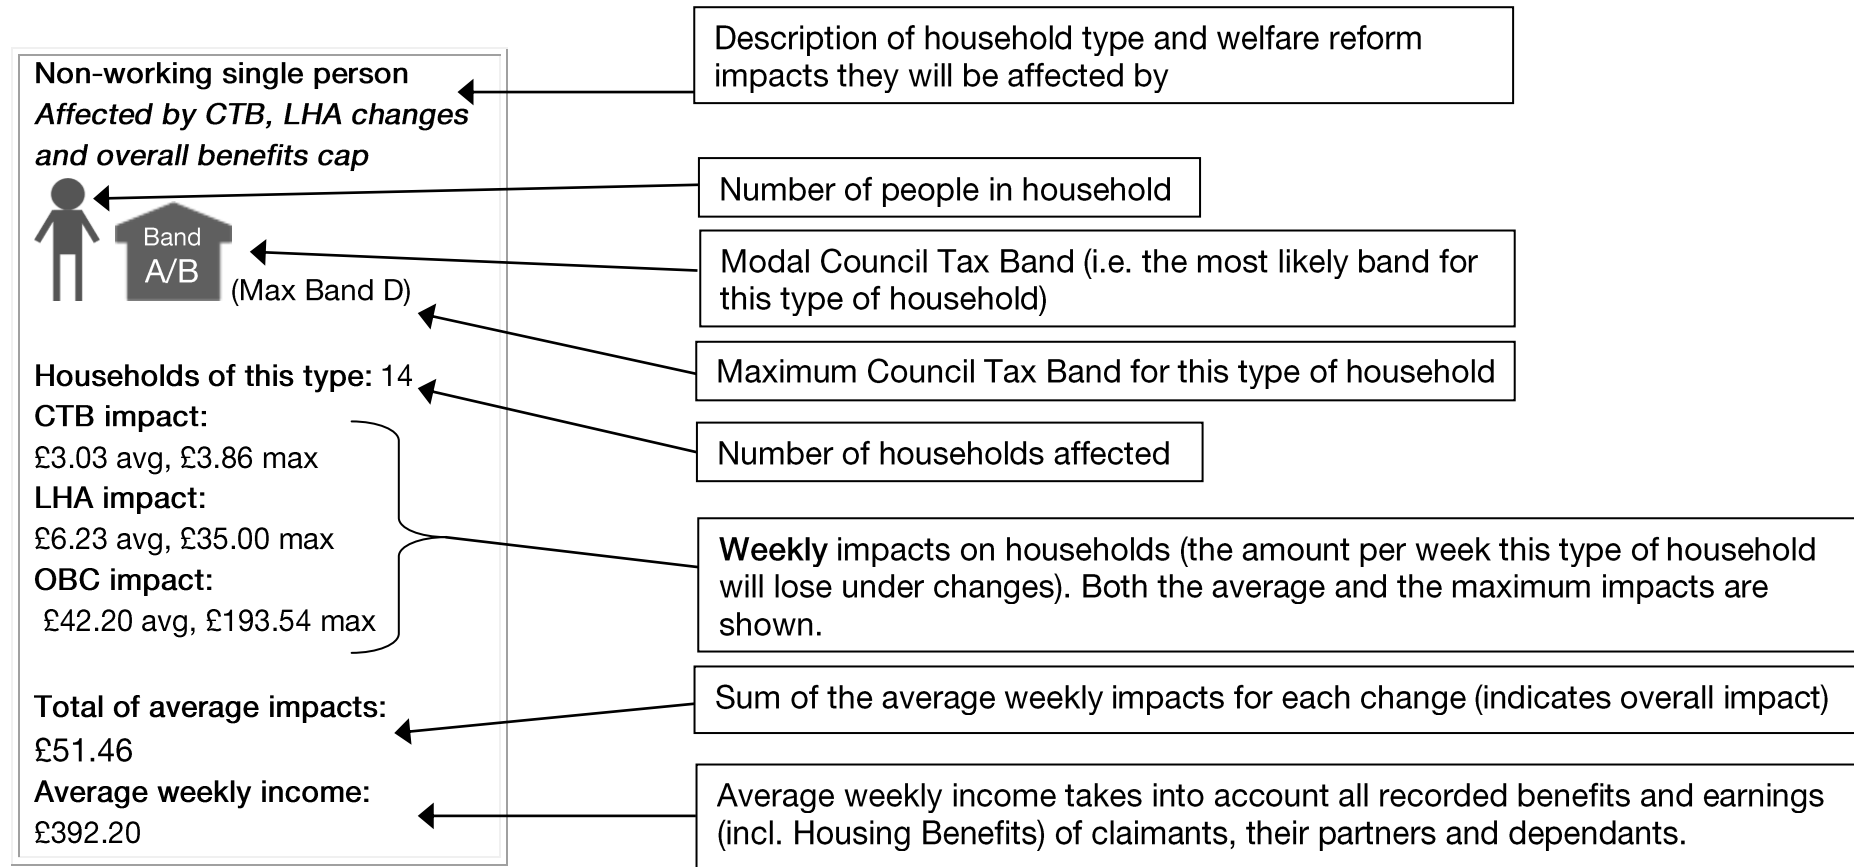 Non-working single person
Affected by CTB, LHA changes
and overall benefits cap
Band
A/B
(Max Band D)
Households of this type: 14
CTB impact:
£3.03 avg, £3.86 max
LHA impact:
£6.23 avg, £35.00 max
OBC impact:
£42.20 avg, £193.54 max
Total of average impacts:
£51.46
Average weekly income:
£392.20
Description of household type and welfare reform
impacts they will be affected by
Number of people in household
Modal Council Tax Band (i.e. the most likely band for
this type of household)
Maximum Council Tax Band for this type of household
Number of households affected
Weekly impacts on households (the amount per week this type of household
will lose under changes). Both the average and the maximum impacts are
shown.
Sum of the average weekly impacts for each change (indicates overall impact)
Average weekly income takes into account all recorded benefits and earnings
(incl. Housing Benefits) of claimants, their partners and dependants.